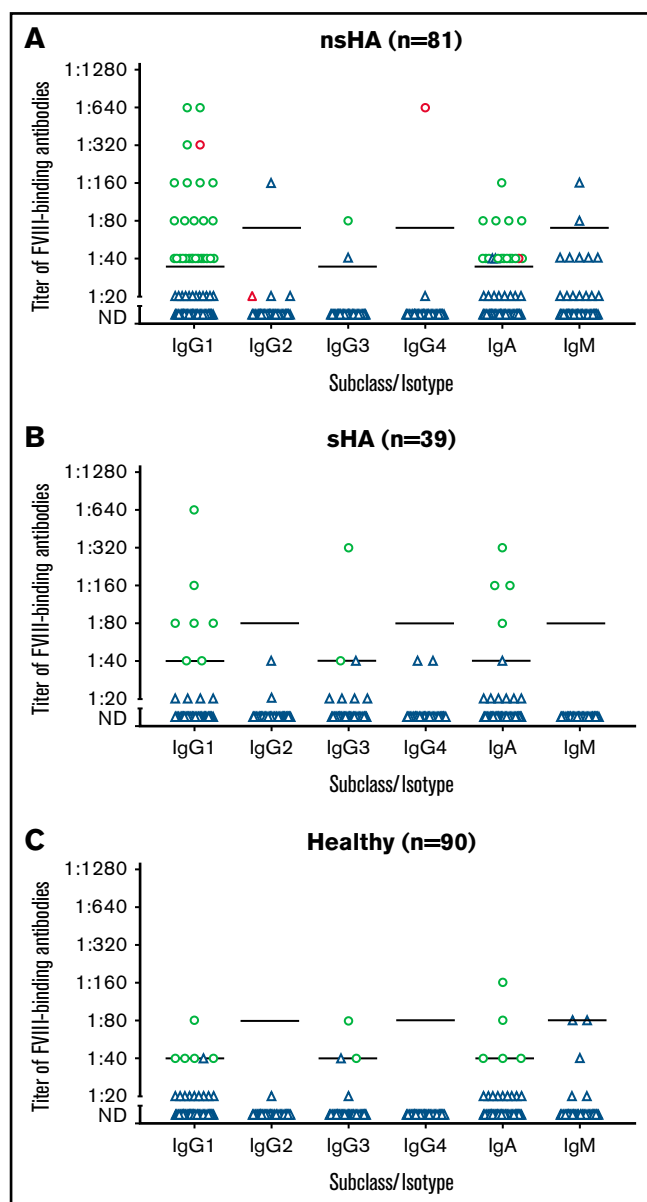 A
nsHA (n=81)
Titer of FVIII-binding antibodies
1:1280
1:640
1:320
1:160
1:80
1:40
1:20
ND
IgG1 IgG2 IgG3 IgG4 IgA IgM
Subclass/Isotype
B
sHA (n=39)
Titer of FVIII-binding antibodies
1:1280
1:640
1:320
1:160
1:80
1:40
1:20
ND
IgG1 IgG2 IgG3 IgG4 IgA IgM
Subclass/Isotype
C
Healthy (n=90)
Titer of FVIII-binding antibodies
1:1280
1:640
1:320
1:160
1:80
1:40
1:20
ND
IgG1 IgG2 IgG3 IgG4 IgA IgM
Subclass/Isotype